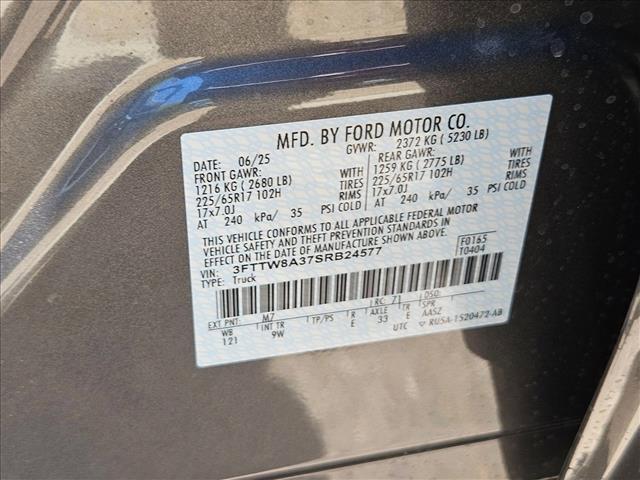 MFD. BY FORD MOTOR CO.
DATE: 06/25 GVWR: 2372 KG ( 5230 LB)
FRONT GAWR: REAR GAWR:
1216 KG ( 2680 LB) WITH 1259 KG ( 2775 LB) WITH
225/65R17 102H TIRES 225/65R17 102H TIRES
17x7.0J RIMS 17x7.0J RIMS
AT 240 kPa/ 35 PSI COLD AT 240 kPa/ 35 PSI COLD
THIS VEHICLE CONFORMS TO ALL APPLICABLE FEDERAL MOTOR
VEHICLE SAFETY AND THEFT PREVENTION STANDARDS IN
EFFECT ON THE DATE OF MANUFACTURE SHOWN ABOVE.
VIN: 3FTTW8A37SRB24577 F0165
TYPE: Truck T0404
EXT PNT: M7 RC: 71 DSO:
WB INT TR TP/PS R AXLE TR SPR
121 9W E 33 E AASZ
UTC RU5A-1520472-AB